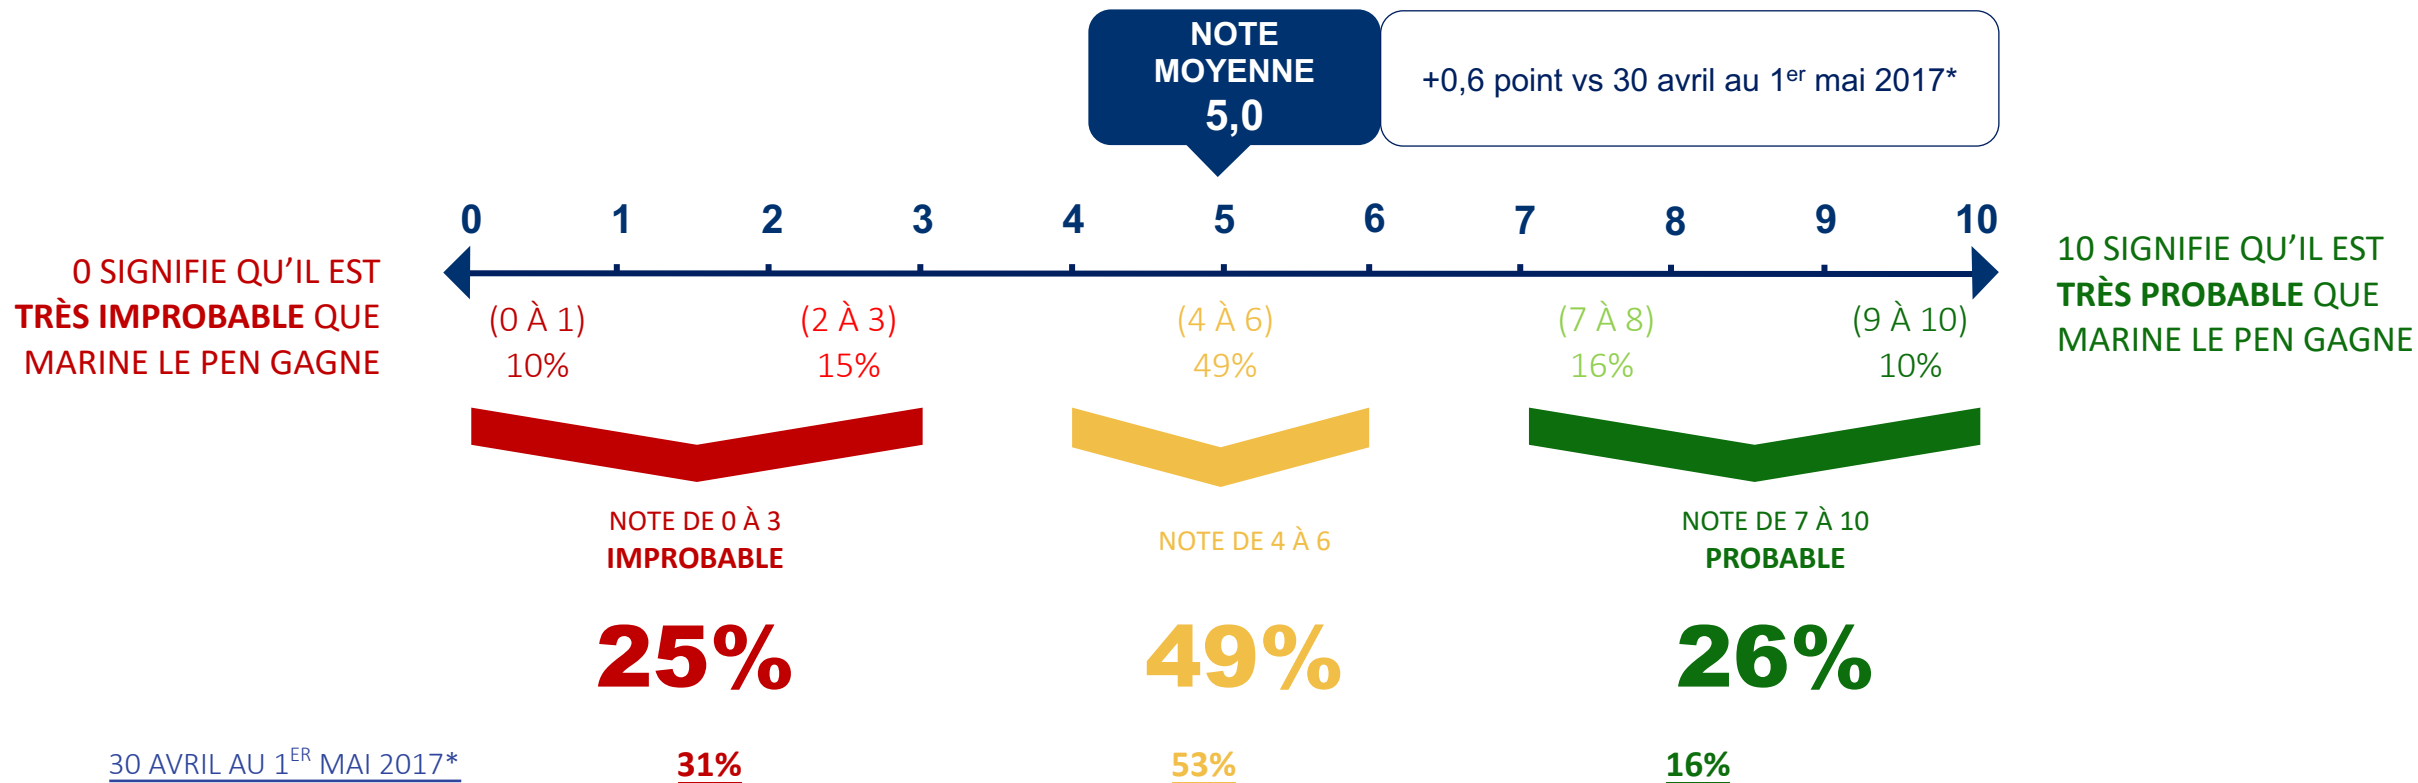 NOTE
MOYENNE
5,0
+0,6 point vs 30 avril au 1er mai 2017*
0 1 2 3 4 5 6 7 8 9 10
0 SIGNIFIE QU'IL EST
TRÈS IMPROBABLE QUE
MARINE LE PEN GAGNE
10 SIGNIFIE QU'IL EST
TRÈS PROBABLE QUE
MARINE LE PEN GAGNE
(0 À 1) (2 À 3) (4 À 6) (7 À 8) (9 À 10)
10% 15% 49% 16% 10%
NOTE DE 0 À 3
IMPROBABLE
NOTE DE 4 À 6
NOTE DE 7 À 10
PROBABLE
25% 49% 26%
30 AVRIL AU 1ER MAI 2017* 31% 53% 16%